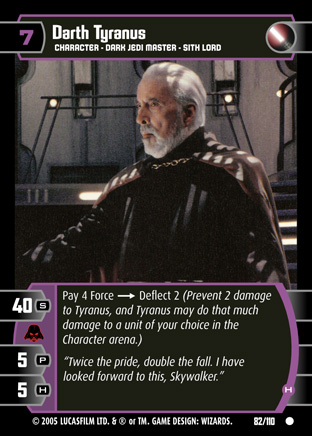 7 Darth Tyranus
CHARACTER - DARK JEDI MASTER - SITH LORD
40 S
5 P
5 H
Pay 4 Force → Deflect 2 (Prevent 2 damage
to Tyranus, and Tyranus may do that much
damage to a unit of your choice in the
Character arena.)
“Twice the pride, double the fall. I have
looked forward to this, Skywalker.”
H
© 2005 LUCASFILM LTD. & ® or TM. GAME DESIGN: WIZARDS. 82/110